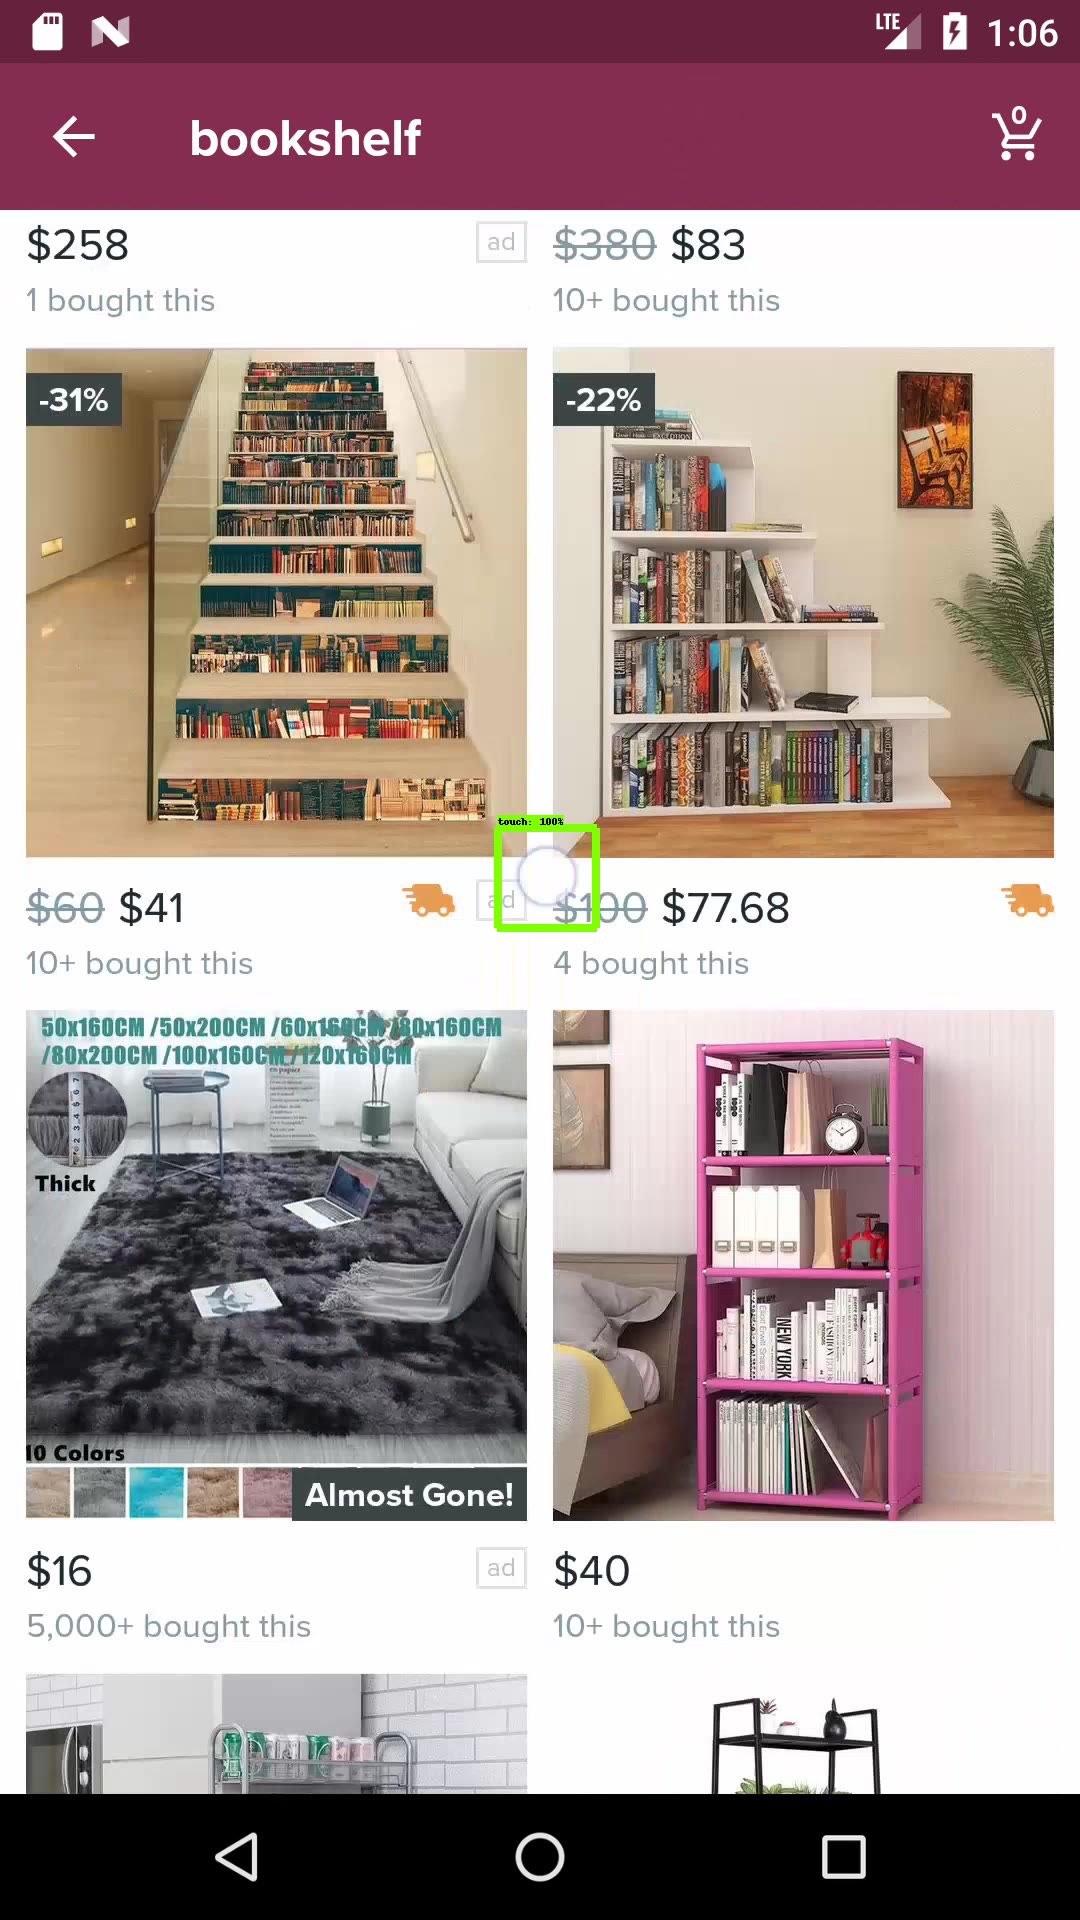 LTE 1:06
bookshelf
0
$258 ad $380 $83
1 bought this 10+ bought this
-31% -22%
touch: 100%
$60 $41 ad $100 $77.68
10+ bought this 4 bought this
50x160CM /50x200CM /60x160CM /80x160CM
/80x200CM /100x160CM /120x160CM
Thick
NEW YORK
10 Colors
Almost Gone!
$16 ad $40
5,000+ bought this 10+ bought this